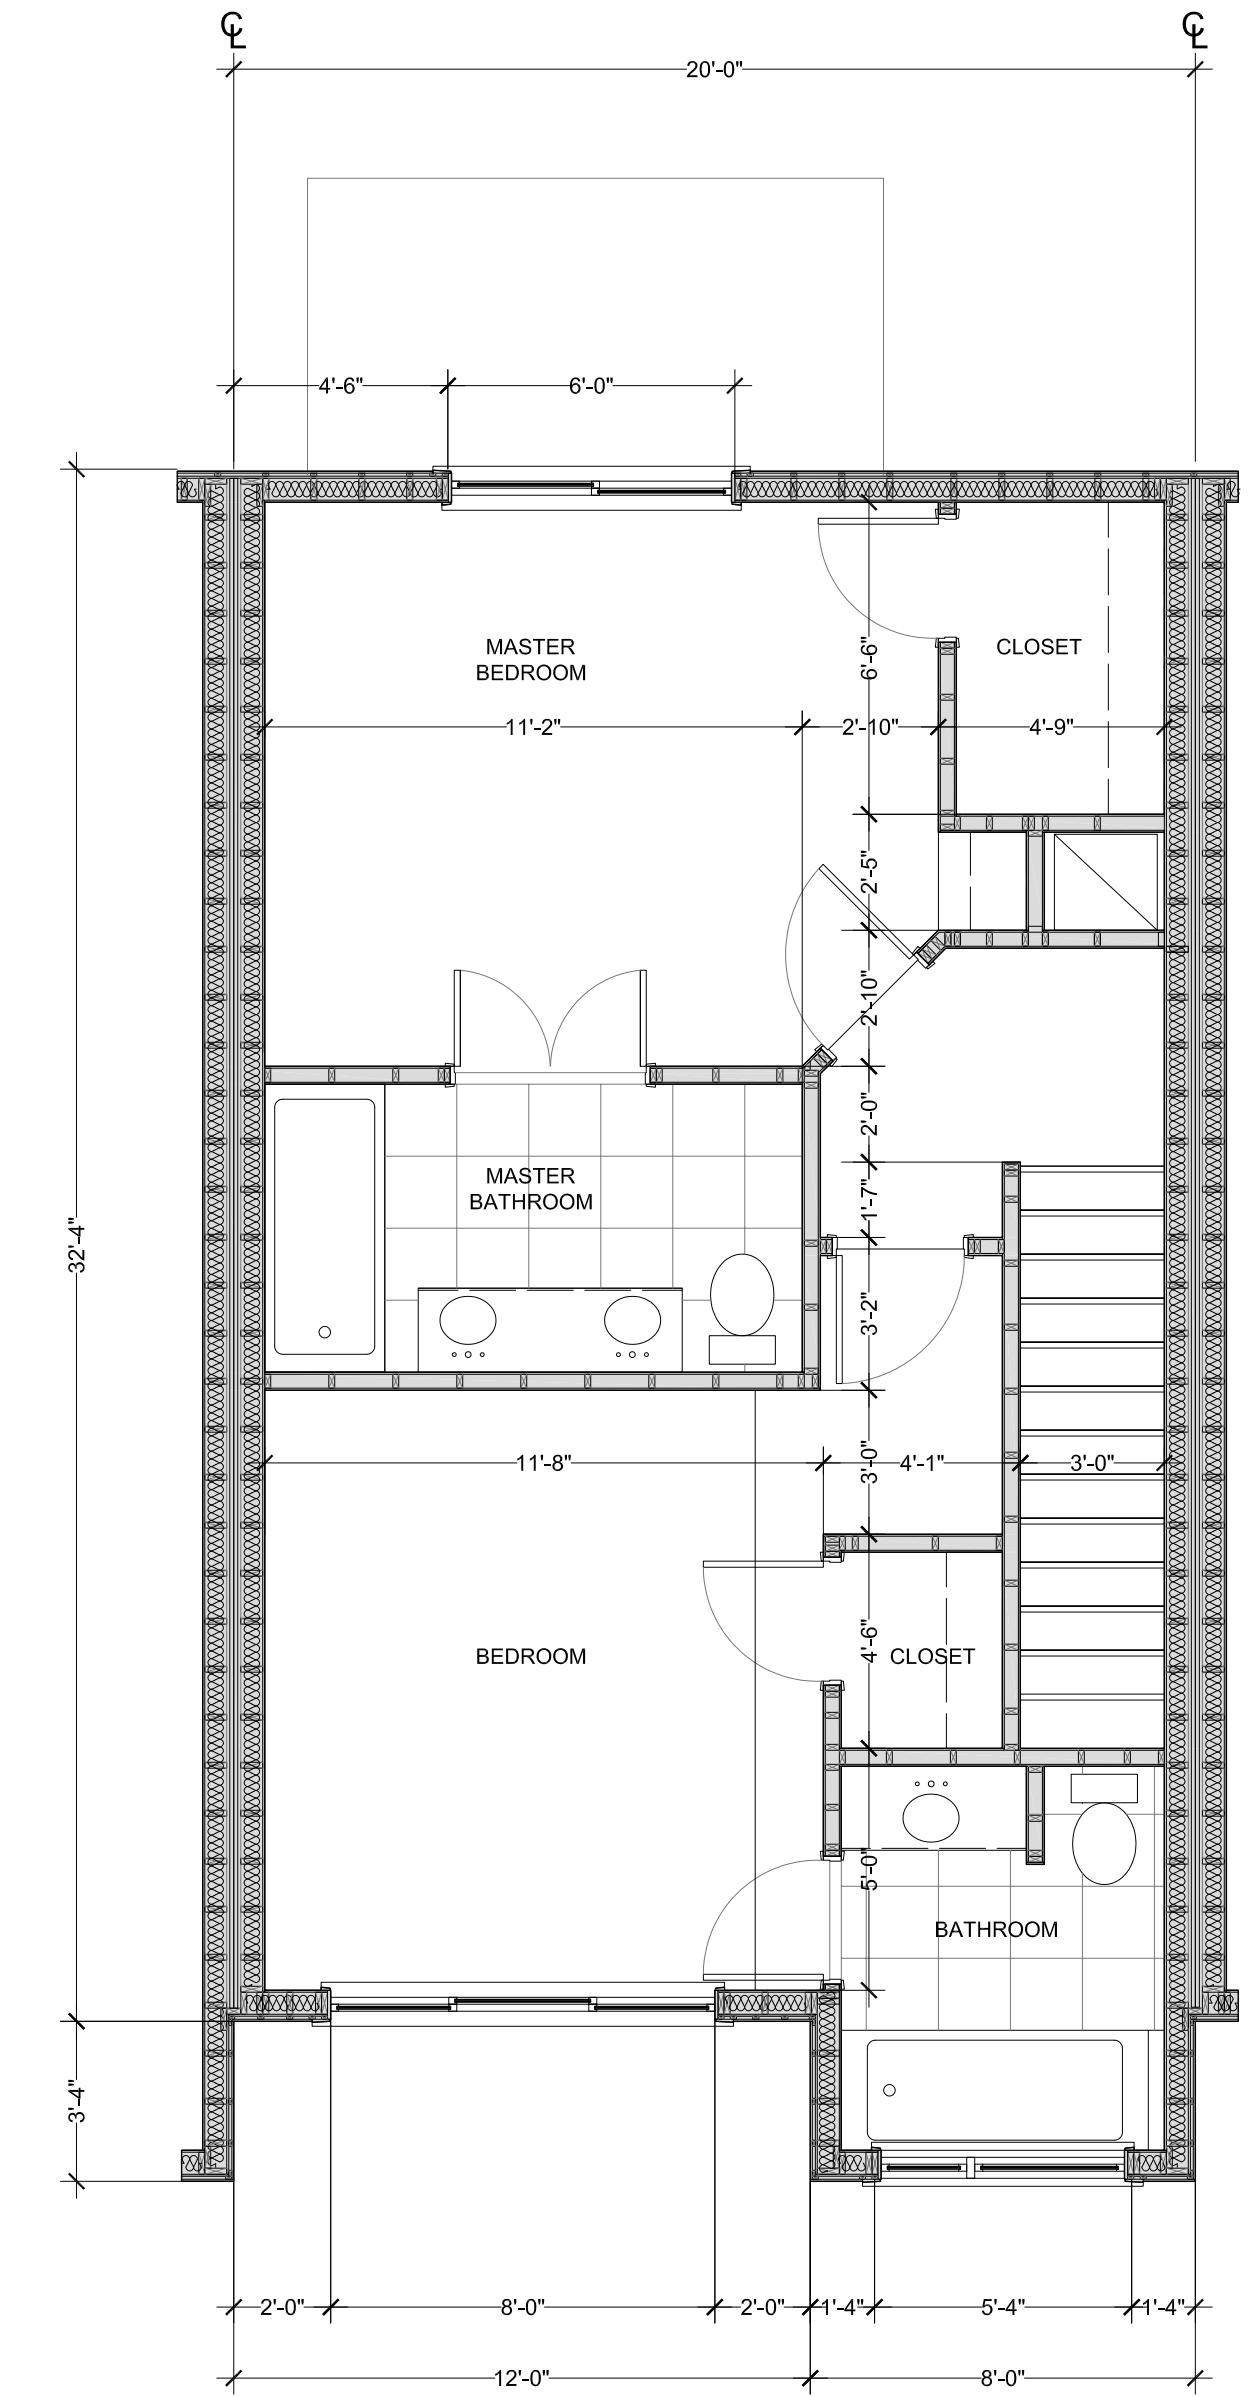 ℄ ℄
20'-0"
4'-6" 6'-0"
MASTER
BEDROOM
CLOSET
6'-6"
11'-2" 2'-10" 4'-9"
2'-5"
2'-10"
2'-0"
MASTER
BATHROOM
1'-7"
32'-4"
3'-2"
11'-8" 3'-0" 4'-1" 3'-0"
4'-6"
BEDROOM CLOSET
5'-0"
BATHROOM
3'-4"
2'-0" 8'-0" 2'-0" 1'-4" 5'-4" 1'-4"
12'-0" 8'-0"